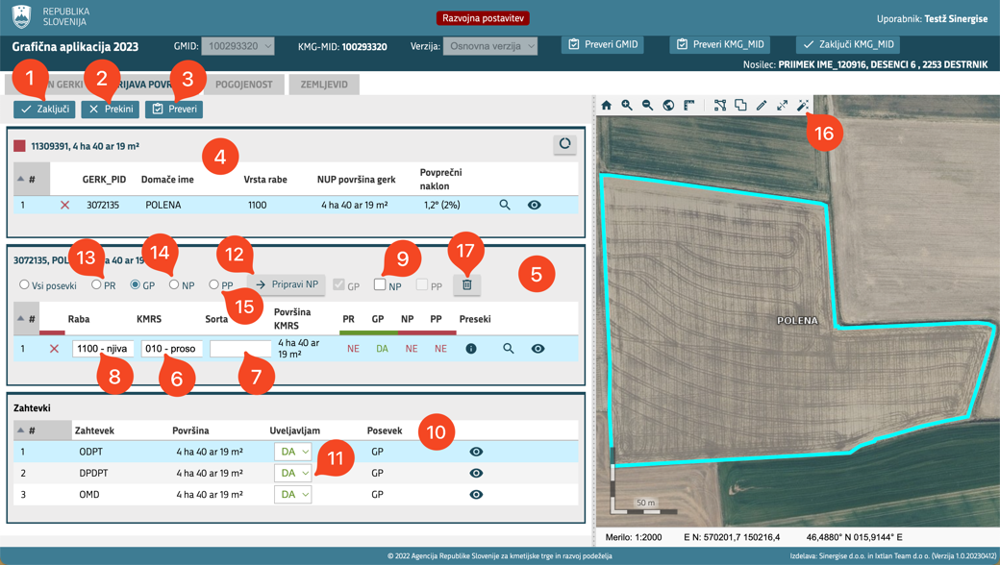 REPUBLIKA
SLOVENIJA
Razvojna postavitev
Uporabnik: Testž Sinergise
Grafična aplikacija 2023
GMID: 100293320
KMG-MID: 100293320
Verzija: Osnovna verzija
Preveri GMID
Preveri KMG_MID
Zaključi KMG_MID
Nosilec: PRIIMEK IME_120916, DESENCI 6 , 2253 DESTRNIK
1
2
3
N GERKI
RIJAVA POVR
POGOJENOST
ZEMLJEVID
Zaključi
Prekini
Preveri
16
11309391, 4 ha 40 ar 19 m²
4
# GERK_PID Domače ime Vrsta rabe NUP površina gerk Povprečni
naklon
1 3072135 POLENA 1100 4 ha 40 ar 19 m² 1,2° (2%)
3072135, POL a 40 ar 19
13
14
12
9
17
5
Vsi posevki PR GP NP PP Pripravi NP GP NP PP
15
# Raba KMRS Sorta Površina
KMRS PR GP NP PP Preseki
1 1100 - njiva 010 - proso 4 ha 40 ar
19 m² NE DA NE NE
8
6
7
POLENA
Zahtevki
# Zahtevek Površina Uveljavljam Posevek
10
1 ODPT 4 ha 40 ar 19 m² DA GP
11
2 DPDPT 4 ha 40 ar 19 m² DA GP
3 OMD 4 ha 40 ar 19 m² DA GP
50 m
Merilo: 1:2000 E N: 570201,7 150216,4 46,4880° N 015,9144° E
© 2022 Agencija Republike Slovenije za kmetijske trge in razvoj podeželja
Izdelava: Sinergise d.o.o. in Ixtlan Team d.o o. (Verzija 1.0.20230412)